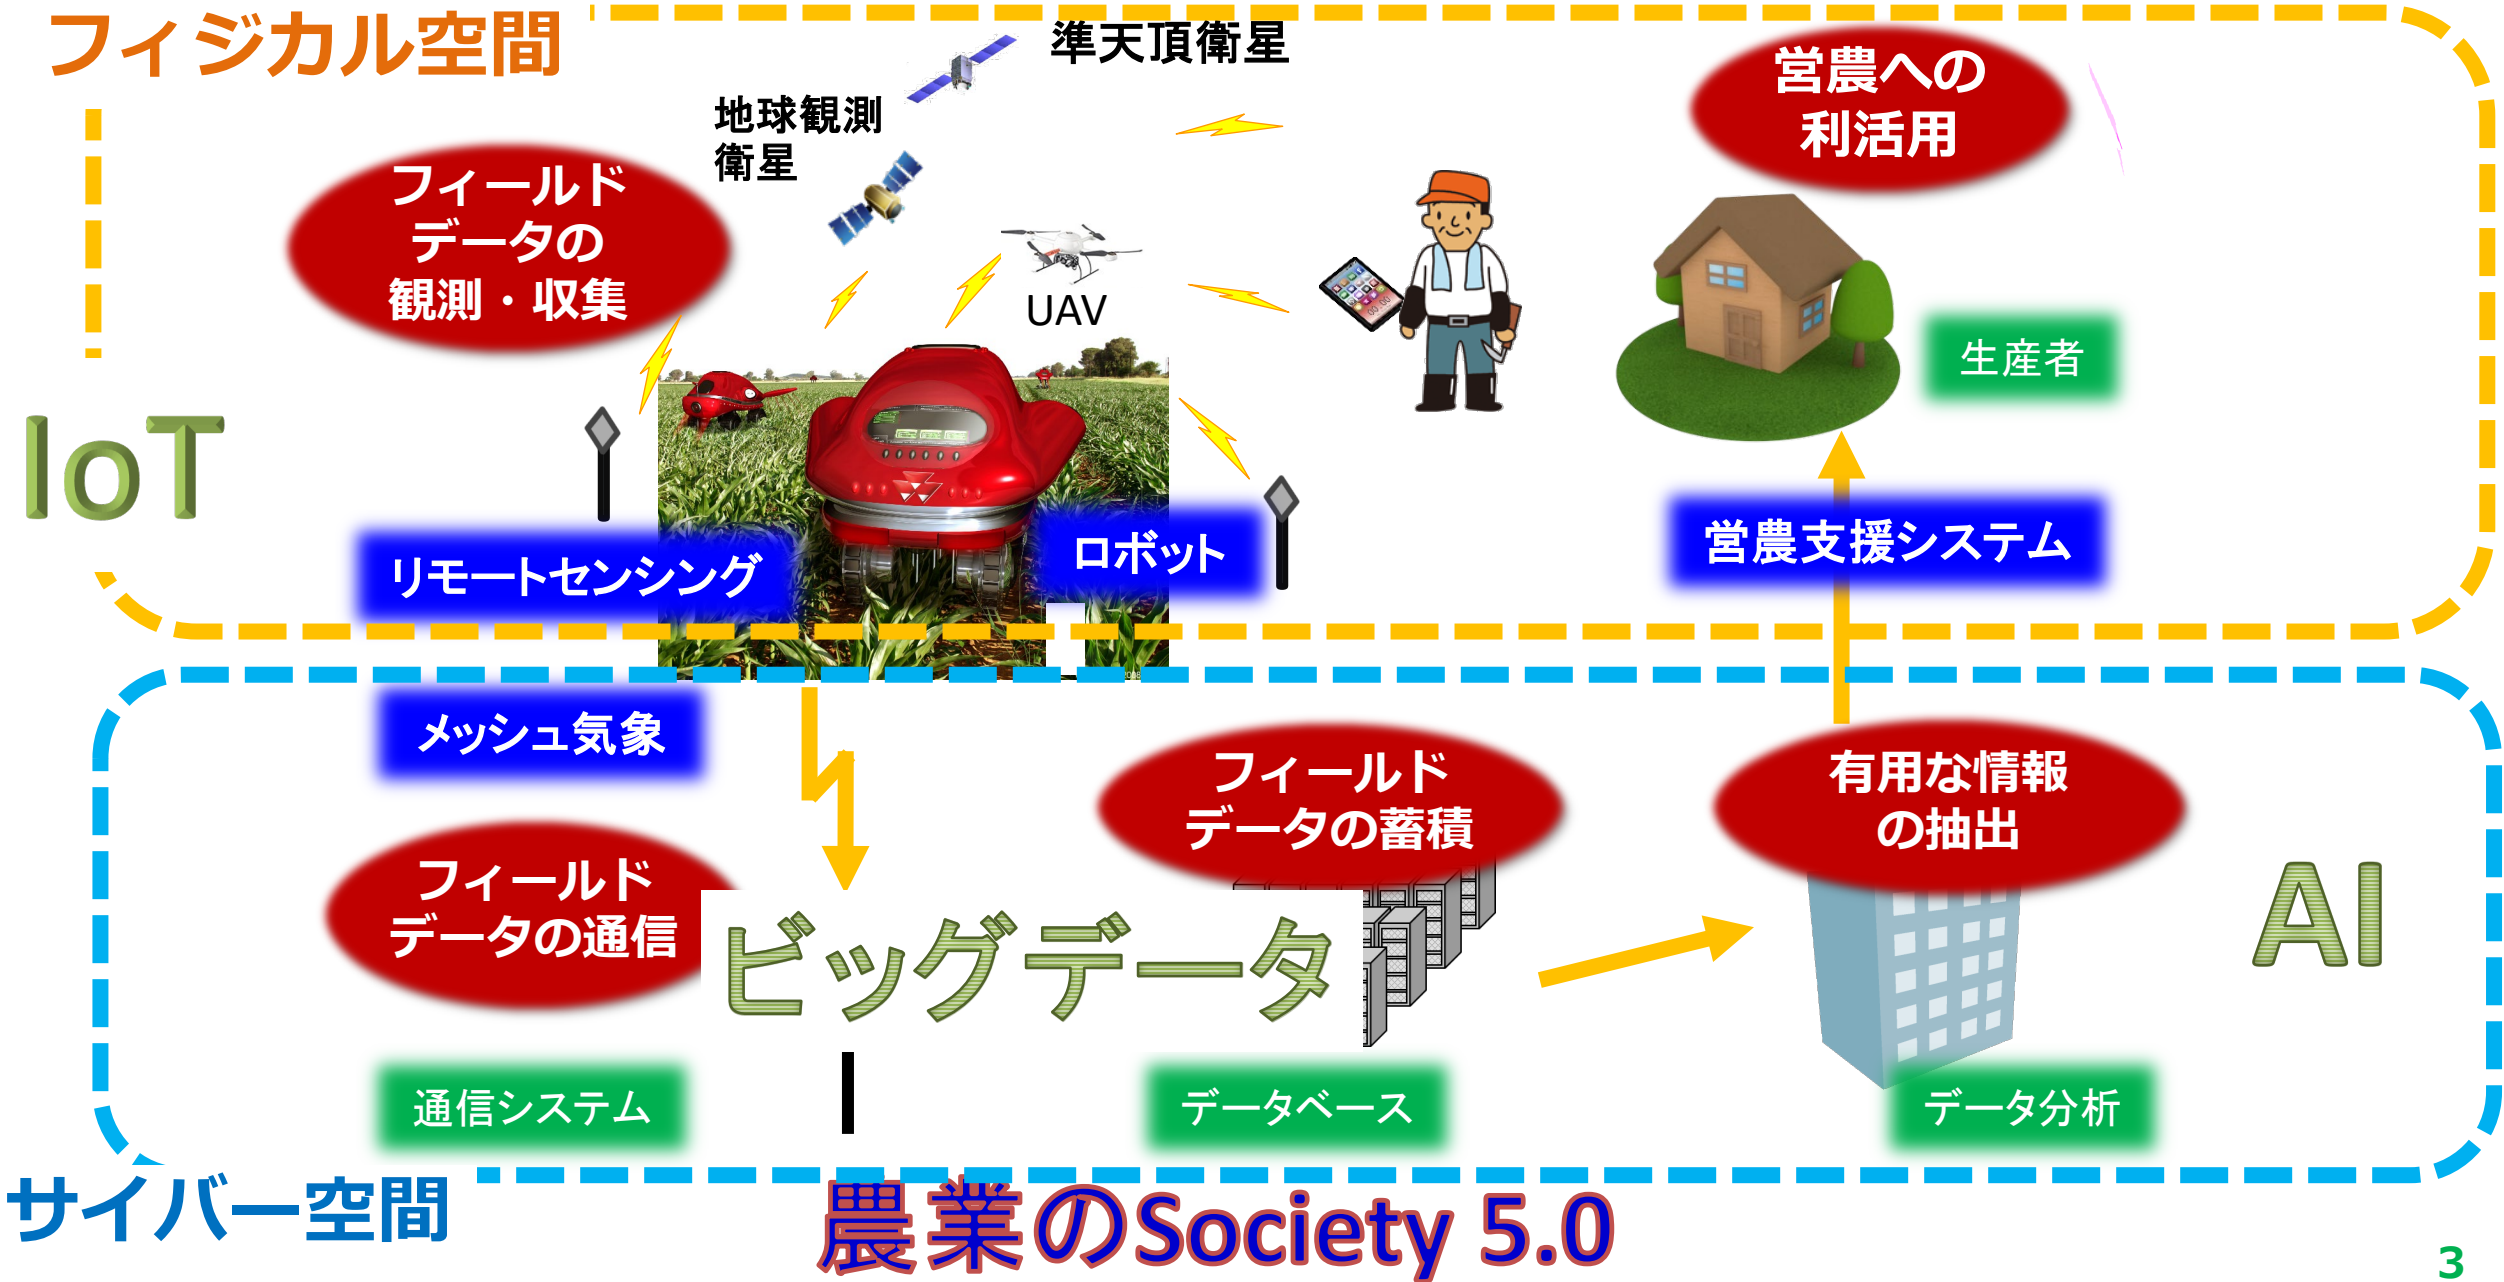 フィジカル空間
準天頂衛星
地球観測
衛星
営農への
利活用
フィールド
データの
観測・収集
UAV
生産者
IoT
リモートセンシング
ロボット
営農支援システム
メッシュ気象
フィールド
データの蓄積
有用な情報
の抽出
フィールド
データの通信
ビッグデータ
AI
通信システム
データベース
データ分析
サイバー空間
農業のSociety 5.0
3